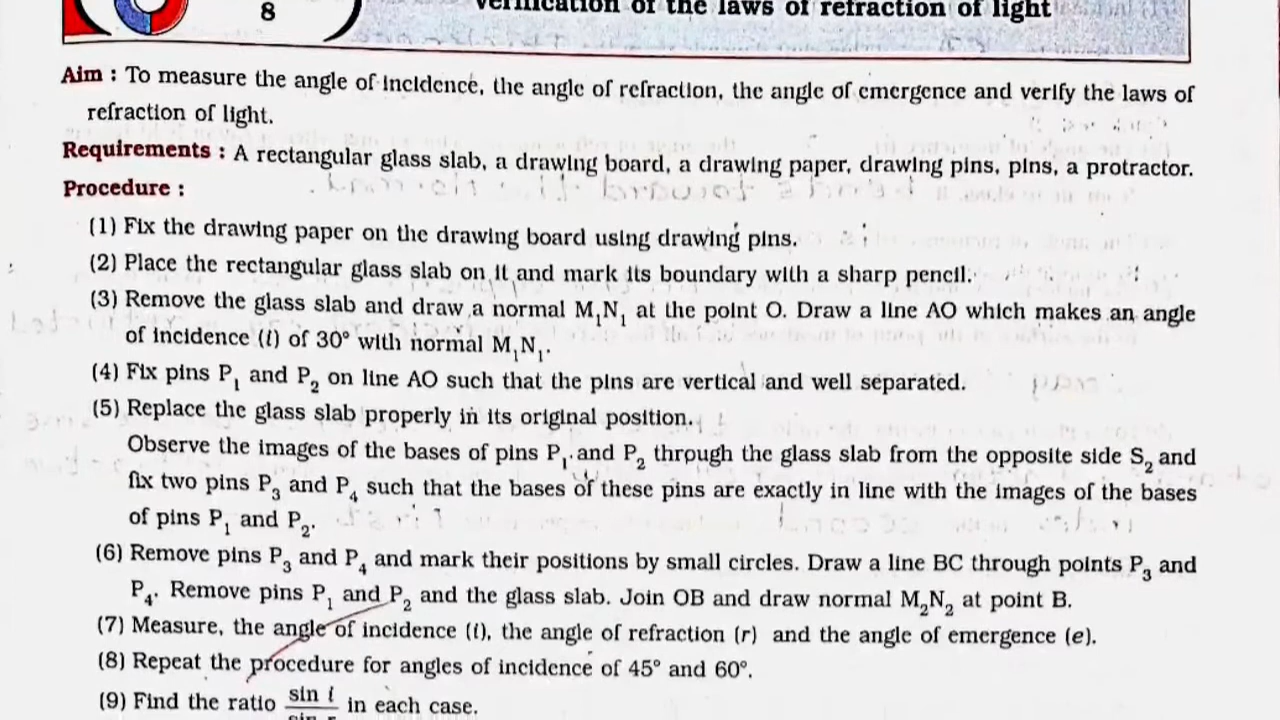 8
Verification of the laws of refraction of light
Aim : To measure the angle of incidence, the angle of refraction, the angle of emergence and verify the laws of
refraction of light.
Requirements : A rectangular glass slab, a drawing board, a drawing paper, drawing pins, pins, a protractor.
Procedure :
(1) Fix the drawing paper on the drawing board using drawing pins.
(2) Place the rectangular glass slab on it and mark its boundary with a sharp pencil.
(3) Remove the glass slab and draw a normal M₁N₁ at the point O. Draw a line AO which makes an angle
of incidence (i) of 30° with normal M₁N₁.
(4) Fix pins P₁ and P₂ on line AO such that the pins are vertical and well separated.
(5) Replace the glass slab properly in its original position.
Observe the images of the bases of pins P₁ and P₂ through the glass slab from the opposite side S₂ and
fix two pins P₃ and P₄ such that the bases of these pins are exactly in line with the images of the bases
of pins P₁ and P₂.
(6) Remove pins P₃ and P₄ and mark their positions by small circles. Draw a line BC through points P₃ and
P₄. Remove pins P₁ and P₂ and the glass slab. Join OB and draw normal M₂N₂ at point B.
(7) Measure, the angle of incidence (i), the angle of refraction (r) and the angle of emergence (e).
(8) Repeat the procedure for angles of incidence of 45° and 60°.
(9) Find the ratio sin i / sin r in each case.